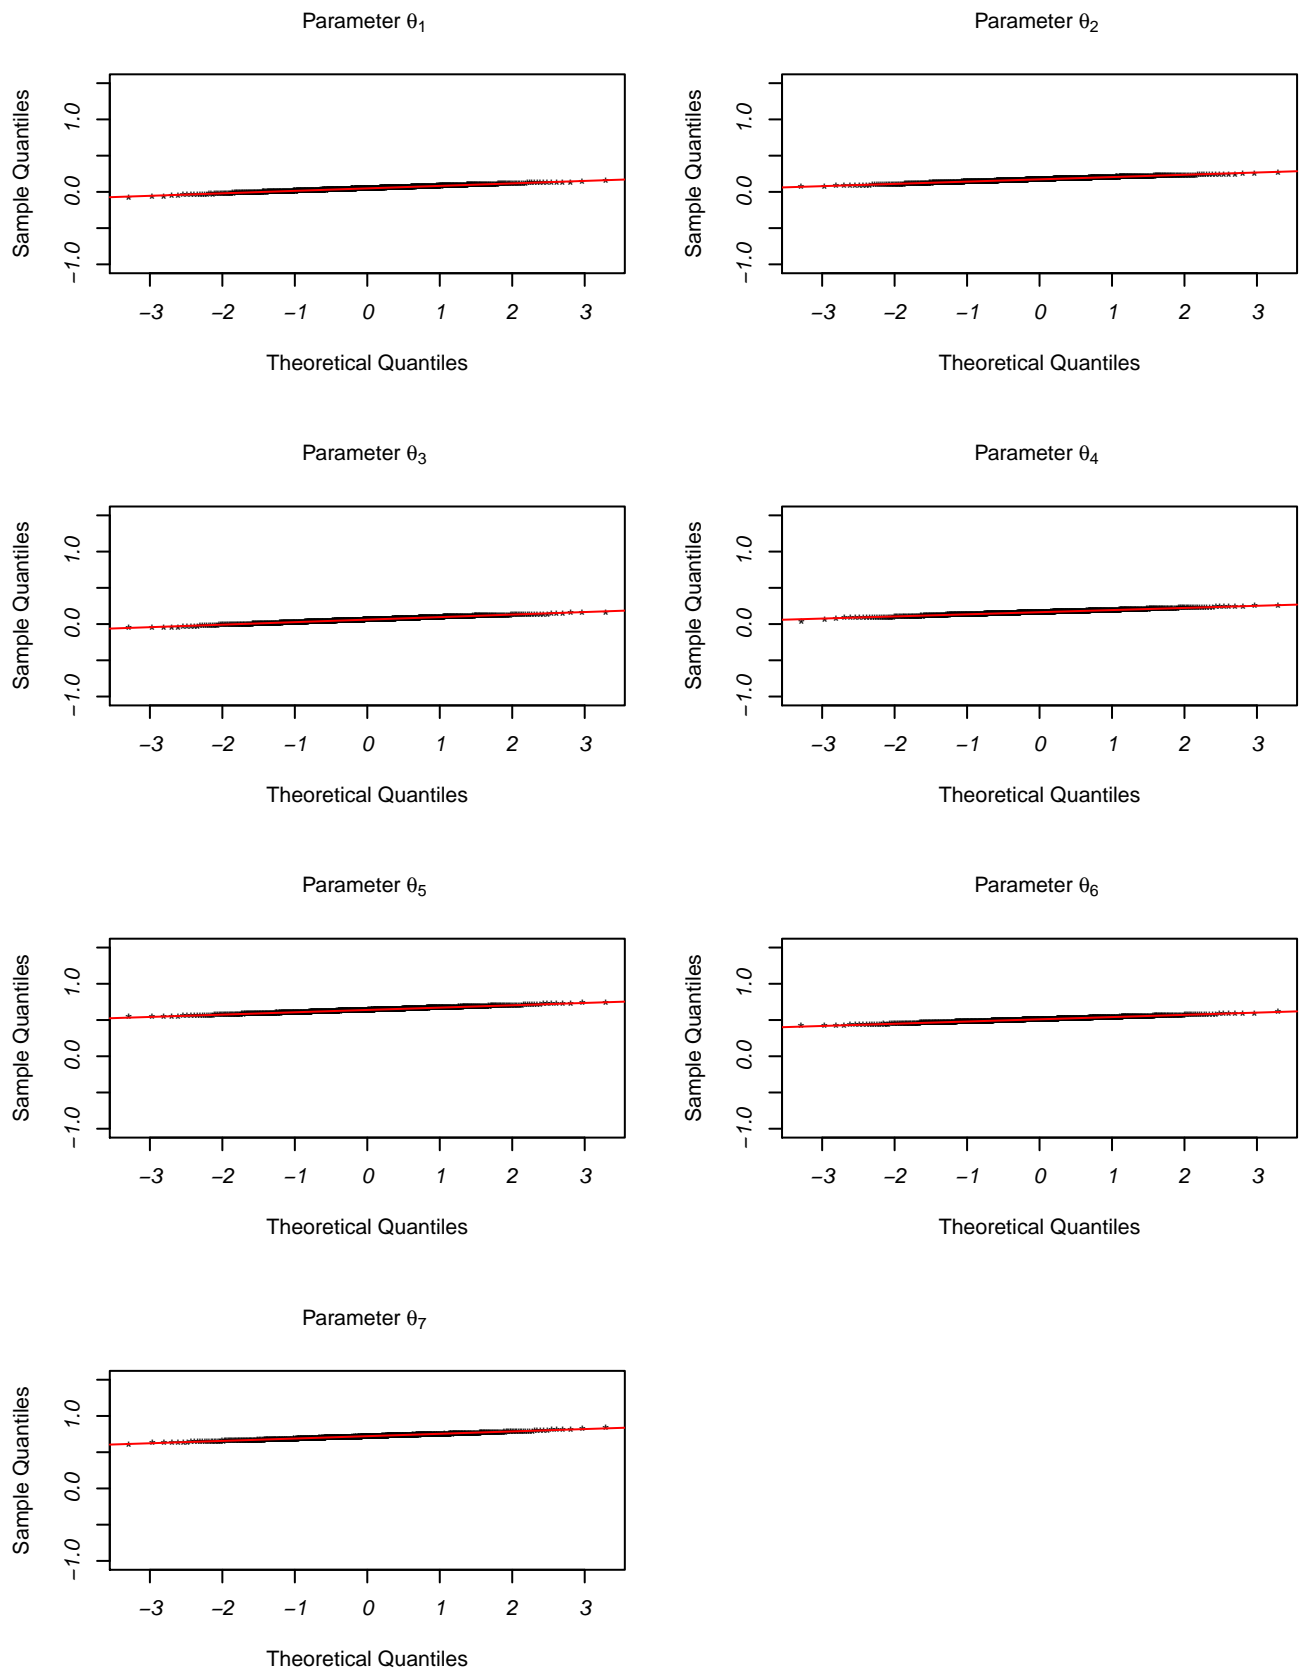 Parameter θ1
Sample Quantiles
−1.0 0.0 1.0
−3 −2 −1 0 1 2 3
Theoretical Quantiles
Parameter θ2
Sample Quantiles
−1.0 0.0 1.0
−3 −2 −1 0 1 2 3
Theoretical Quantiles
Parameter θ3
Sample Quantiles
−1.0 0.0 1.0
−3 −2 −1 0 1 2 3
Theoretical Quantiles
Parameter θ4
Sample Quantiles
−1.0 0.0 1.0
−3 −2 −1 0 1 2 3
Theoretical Quantiles
Parameter θ5
Sample Quantiles
−1.0 0.0 1.0
−3 −2 −1 0 1 2 3
Theoretical Quantiles
Parameter θ6
Sample Quantiles
−1.0 0.0 1.0
−3 −2 −1 0 1 2 3
Theoretical Quantiles
Parameter θ7
Sample Quantiles
−1.0 0.0 1.0
−3 −2 −1 0 1 2 3
Theoretical Quantiles